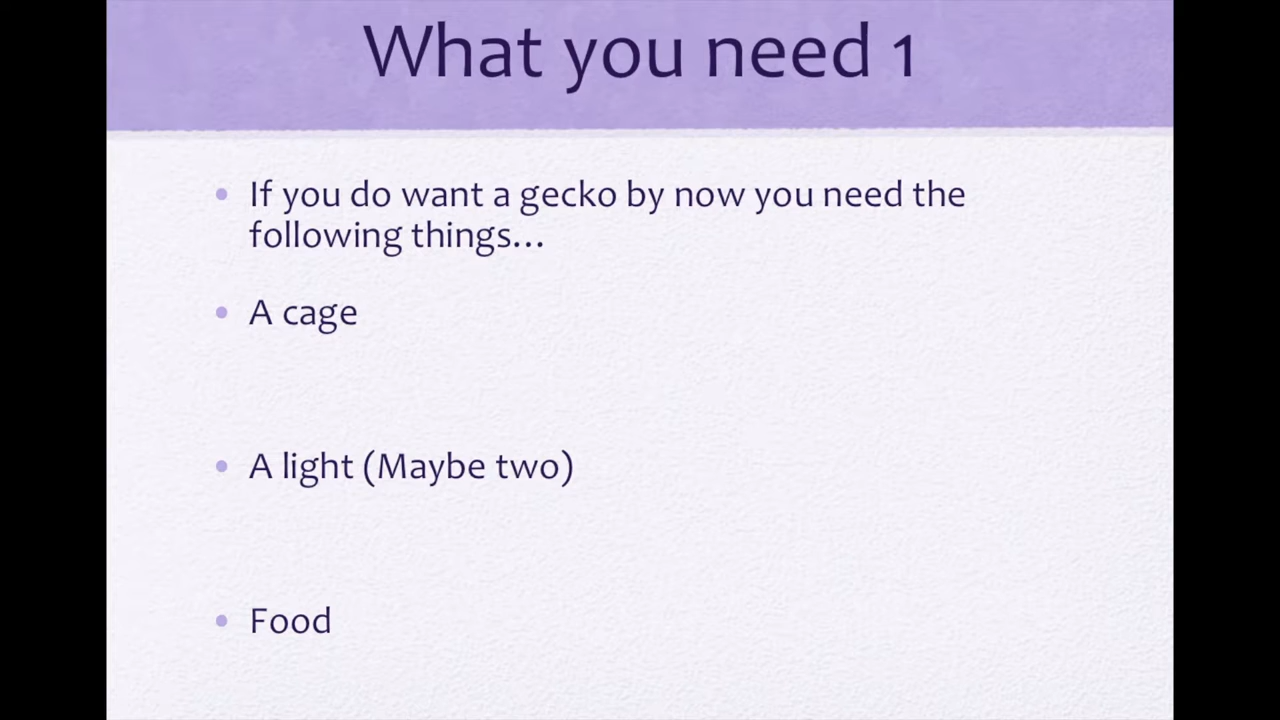 What you need 1
• If you do want a gecko by now you need the
following things...
• A cage
• A light (Maybe two)
• Food